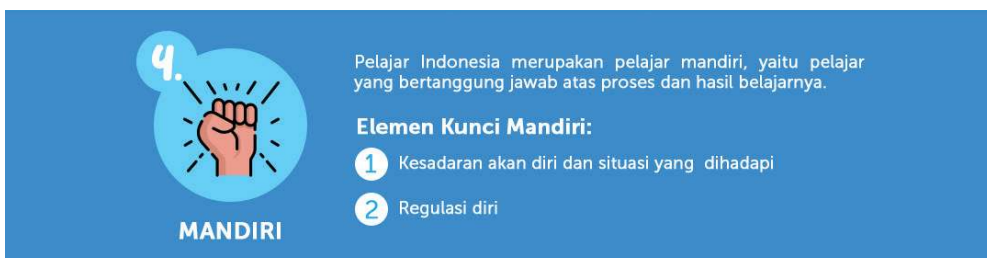 4.
MANDIRI
Pelajar Indonesia merupakan pelajar mandiri, yaitu pelajar
yang bertanggung jawab atas proses dan hasil belajarnya.
Elemen Kunci Mandiri:
1 Kesadaran akan diri dan situasi yang dihadapi
2 Regulasi diri